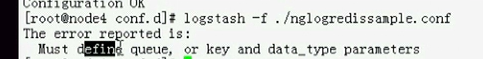 Configuration OK
[root@node4 conf.d]# logstash -f ./nglogredissample.conf
The error reported is:
Must define queue, or key and data_type parameters